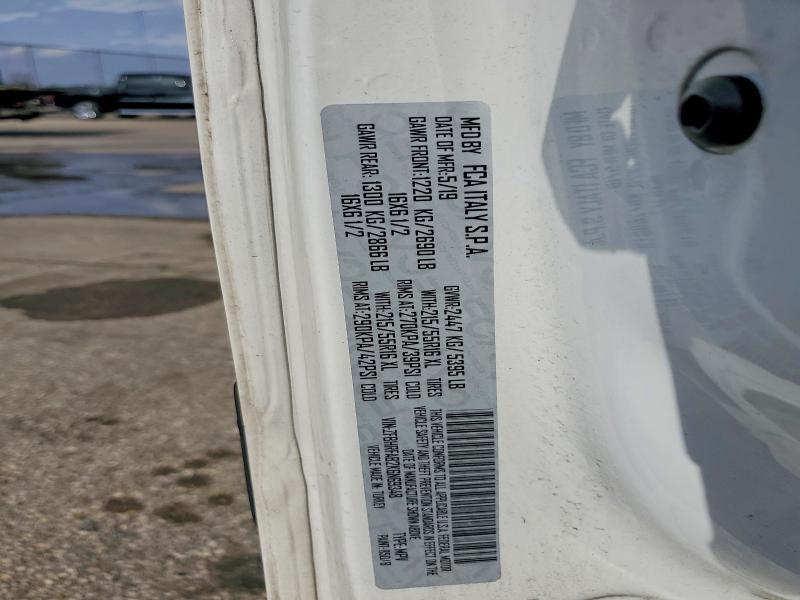 MFD BY FCA ITALY S.P.A.
DATE OF MFR:5/19 GVWR:2447 KG/5395 LB
GAWR FRONT:1220 KG/2690 LB WITH:215/55R16 XL TIRES
16X6 1/2 RIMS AT:270KPA/39PSI COLD
GAWR REAR: 1300 KG/2866 LB WITH:215/55R16 XL TIRES
16X6 1/2 RIMS AT:290KPA/42PSI COLD
THIS VEHICLE CONFORMS TO ALL APPLICABLE U.S.A. FEDERAL MOTOR
VEHICLE SAFETY AND THEFT PREVENTION STANDARDS IN EFFECT ON THE
DATE OF MANUFACTURE SHOWN ABOVE.
TYPE: MPV
VEHICLE MADE IN: TURKEY